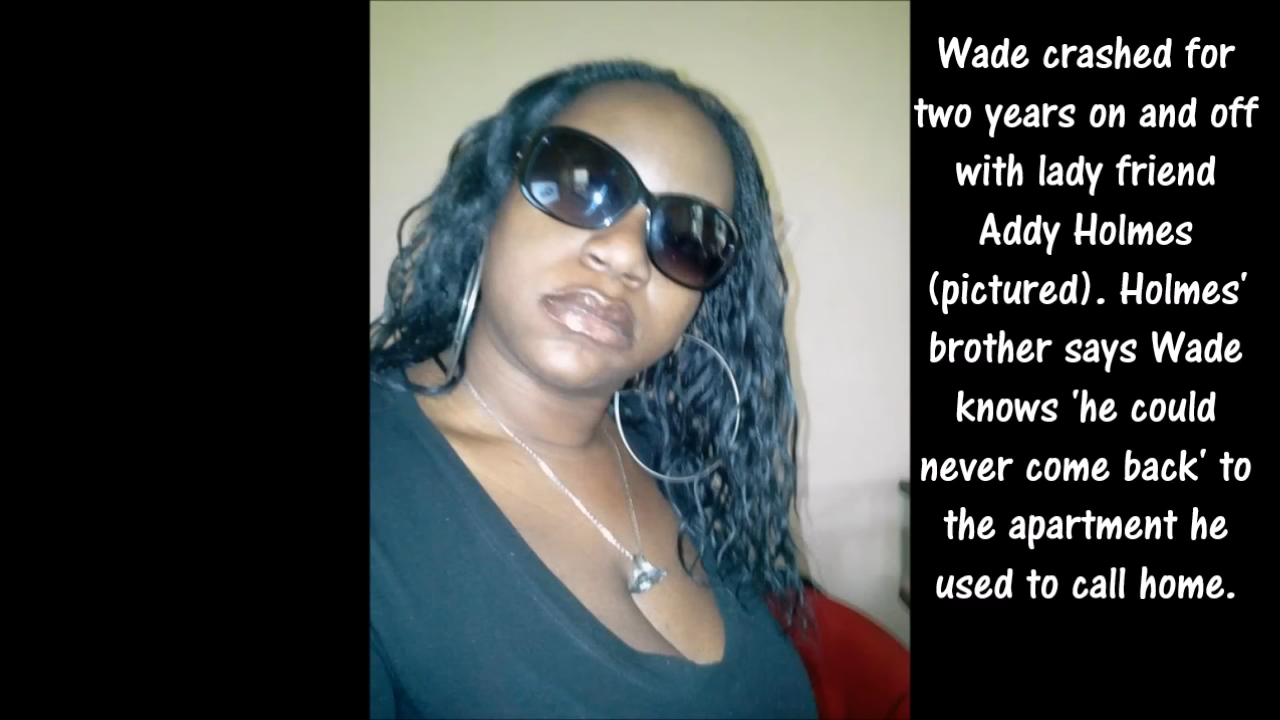 Wade crashed for
two years on and off
with lady friend
Addy Holmes
(pictured). Holmes'
brother says Wade
knows 'he could
never come back' to
the apartment he
used to call home.